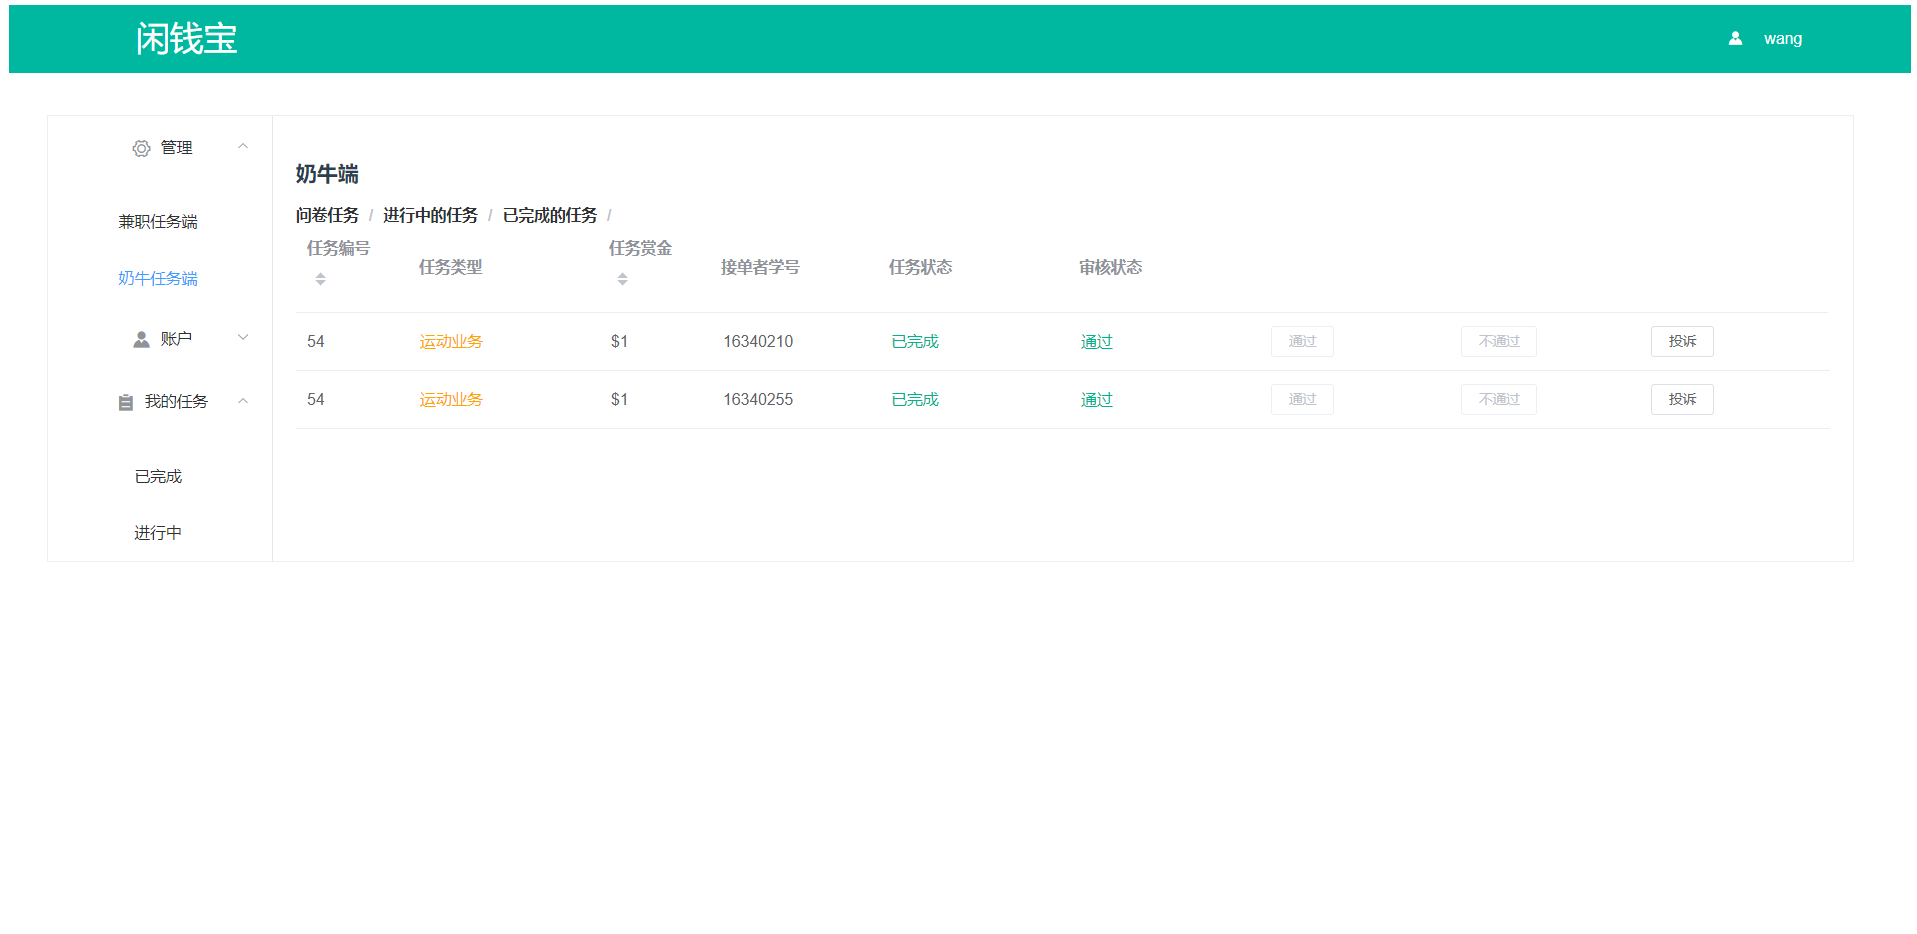 闲钱宝
wang
管理
兼职任务端
奶牛任务端
账户
我的任务
已完成
进行中
奶牛端
问卷任务 / 进行中的任务 / 已完成的任务 /
任务编号 任务类型 任务赏金 接单者学号 任务状态 审核状态
54 运动业务 $1 16340210 已完成 通过 通过 不通过 投诉
54 运动业务 $1 16340255 已完成 通过 通过 不通过 投诉